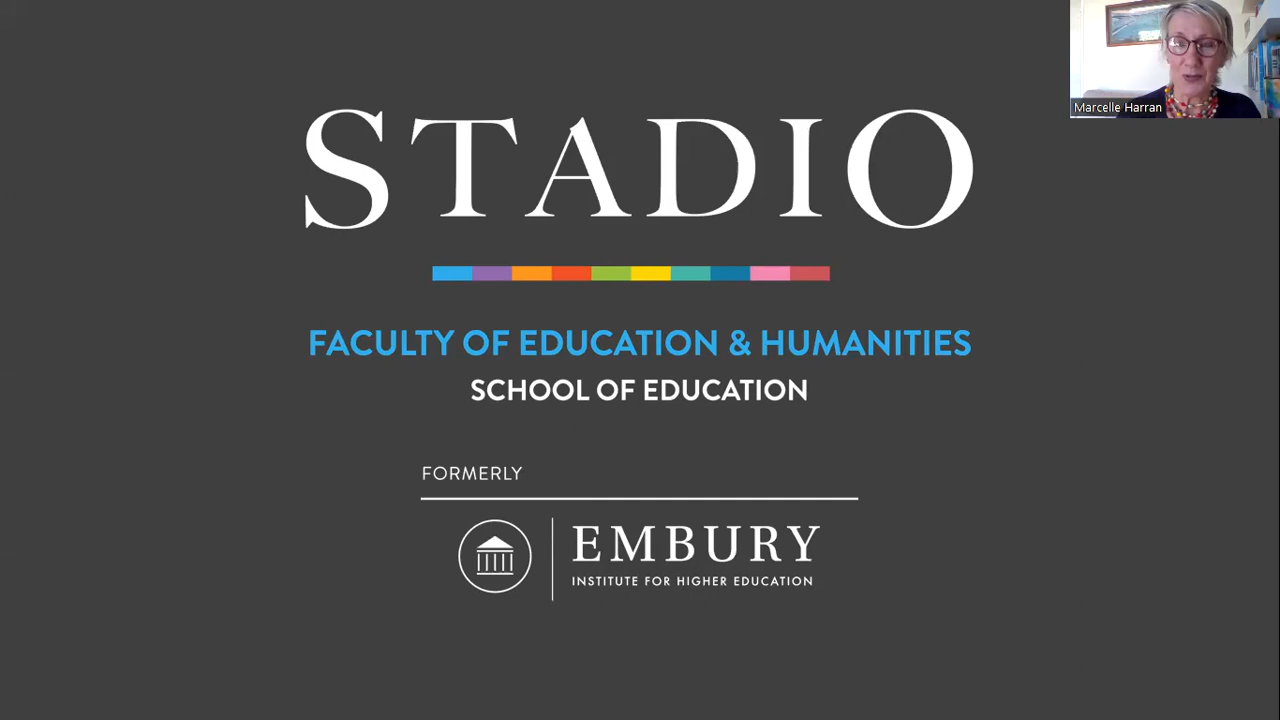 STADIO
FACULTY OF EDUCATION & HUMANITIES
SCHOOL OF EDUCATION
FORMERLY
EMBURY
INSTITUTE FOR HIGHER EDUCATION
Marcelle Harran